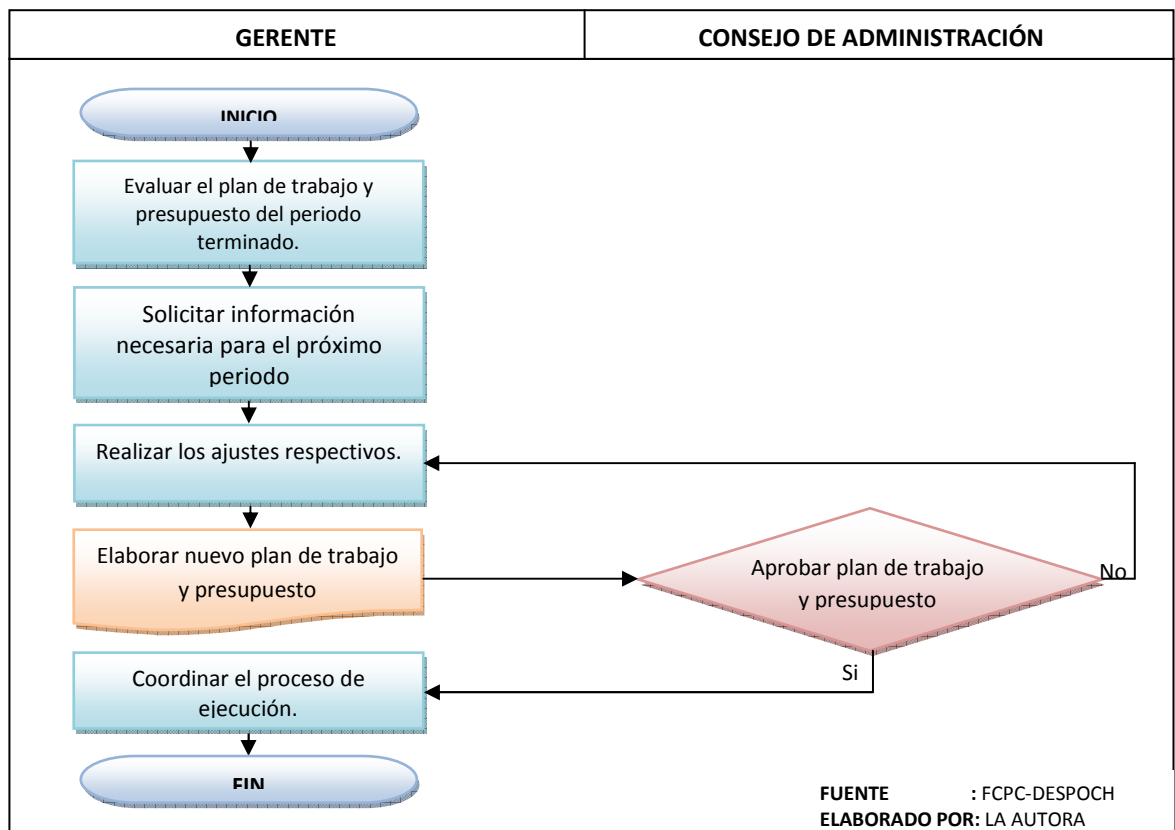 GERENTE
CONSEJO DE ADMINISTRACIÓN
INICIO
Evaluar el plan de trabajo y
presupuesto del periodo
terminado.
Solicitar información
necesaria para el próximo
periodo
Realizar los ajustes respectivos.
Elaborar nuevo plan de trabajo
y presupuesto
Aprobar plan de trabajo
y presupuesto
No
Si
Coordinar el proceso de
ejecución.
FIN
FUENTE : FCPC-DESPOCH
ELABORADO POR: LA AUTORA